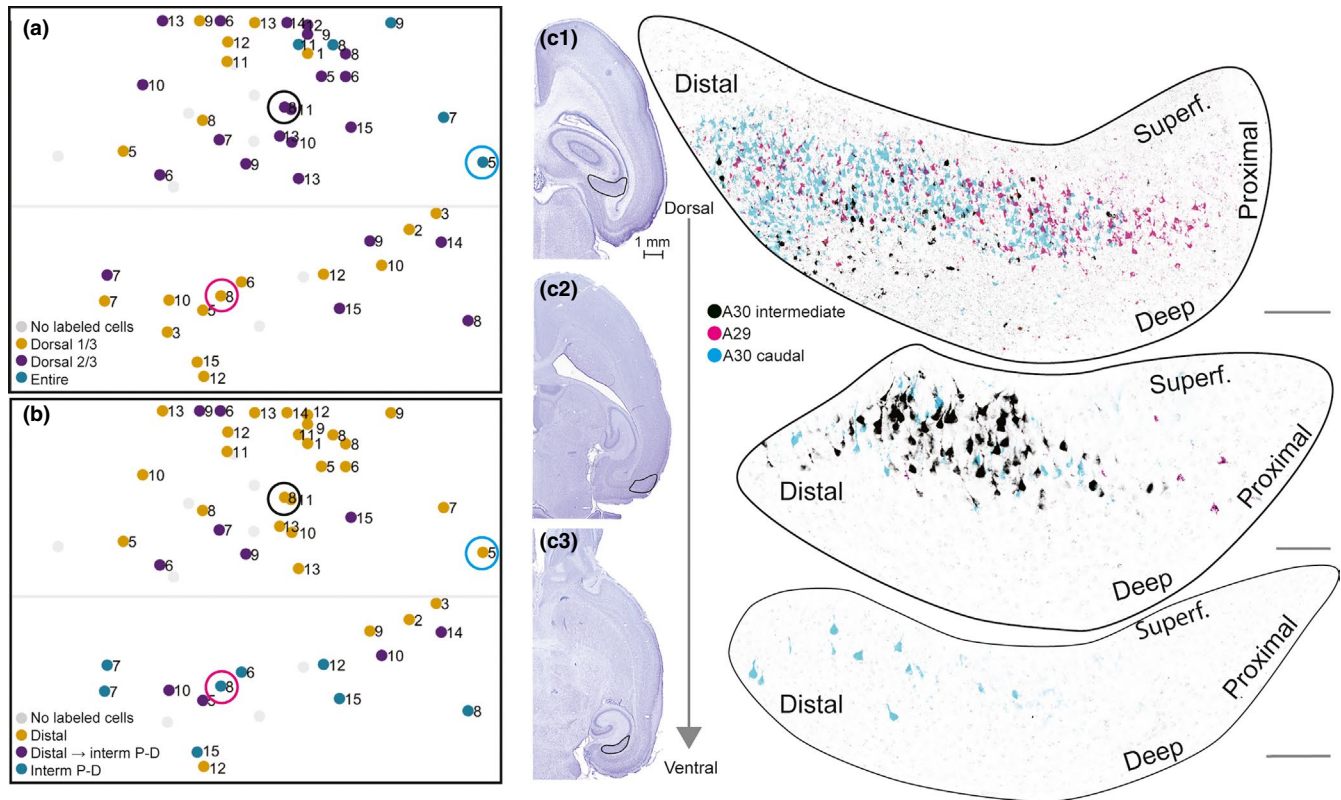 (a)
13 9 6 13 14 12 9
12 11 9 8
11 1 8
5 6
10
8 11
8 15 7
7 13 10
5 9 5
6 13
3
2
9 14
7 6 12 10
7 10 8
5 15
3 8
15
12
No labeled cells
Dorsal 1/3
Dorsal 2/3
Entire
(b)
13 9 6 13 14 12 9
12 11 9 8
11 1 8
5 6
10
8 11
8 15 7
7 13 10
5 9 5
6 13
3
2
9 14
7 6 12 10
7 10 8
5 15
8
15
12
No labeled cells
Distal
Distal → interm P-D
Interm P-D
(c1)
Dorsal
1 mm
(c2)
(c3)
Ventral
A30 intermediate
A29
A30 caudal
Distal
Superf.
Proximal
Deep
Superf.
Distal
Proximal
Deep
Superf.
Distal
Proximal
Deep